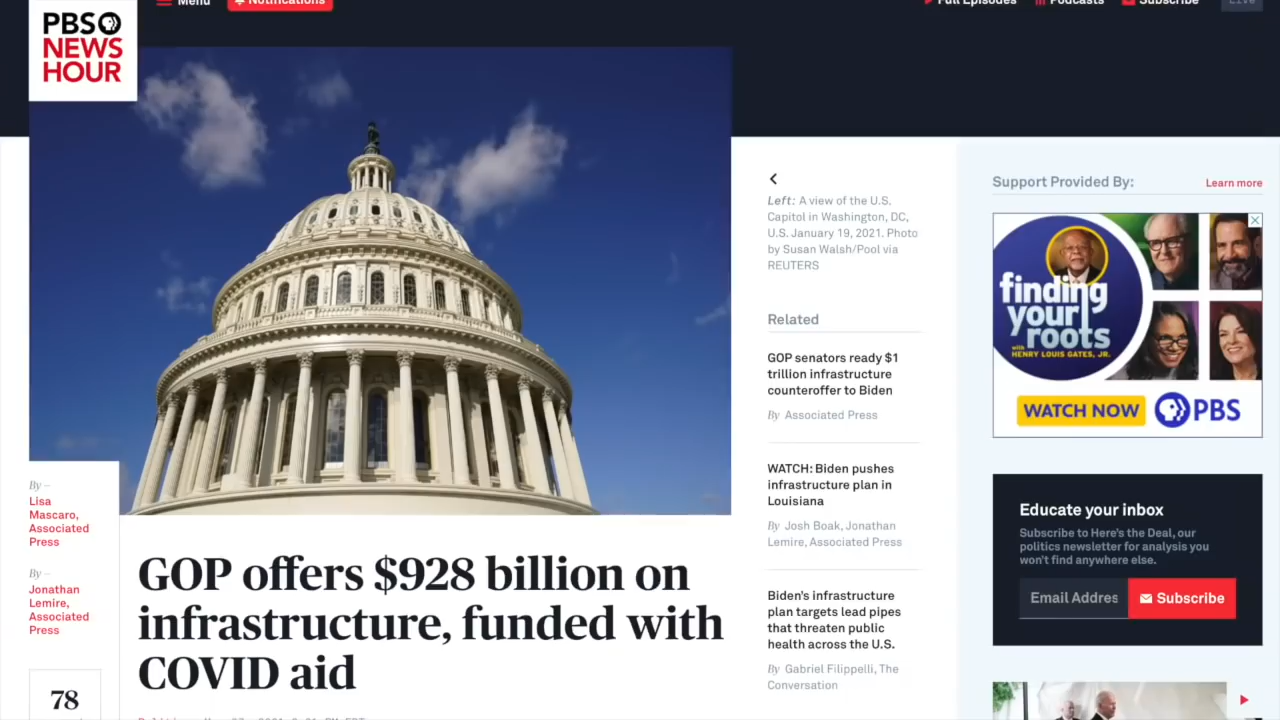 Menu
Notifications
Full Episodes
Podcasts
Subscribe
Live
PBS
NEWS
HOUR
Left: A view of the U.S.
Capitol in Washington, DC,
U.S. January 19, 2021. Photo
by Susan Walsh/Pool via
REUTERS
Related
GOP senators ready $1
trillion infrastructure
counteroffer to Biden
By Associated Press
WATCH: Biden pushes
infrastructure plan in
Louisiana
By Josh Boak, Jonathan
Lemire, Associated Press
Biden's infrastructure
plan targets lead pipes
that threaten public
health across the U.S.
By Gabriel Filippelli, The
Conversation
Support Provided By:
Learn more
finding
your
roots
with
HENRY LOUIS GATES, JR.
WATCH NOW
PBS
Educate your inbox
Subscribe to Here's the Deal, our
politics newsletter for analysis you
won't find anywhere else.
Email Addres
Subscribe
By –
Lisa
Mascaro,
Associated
Press
By –
Jonathan
Lemire,
Associated
Press
78
GOP offers $928 billion on
infrastructure, funded with
COVID aid